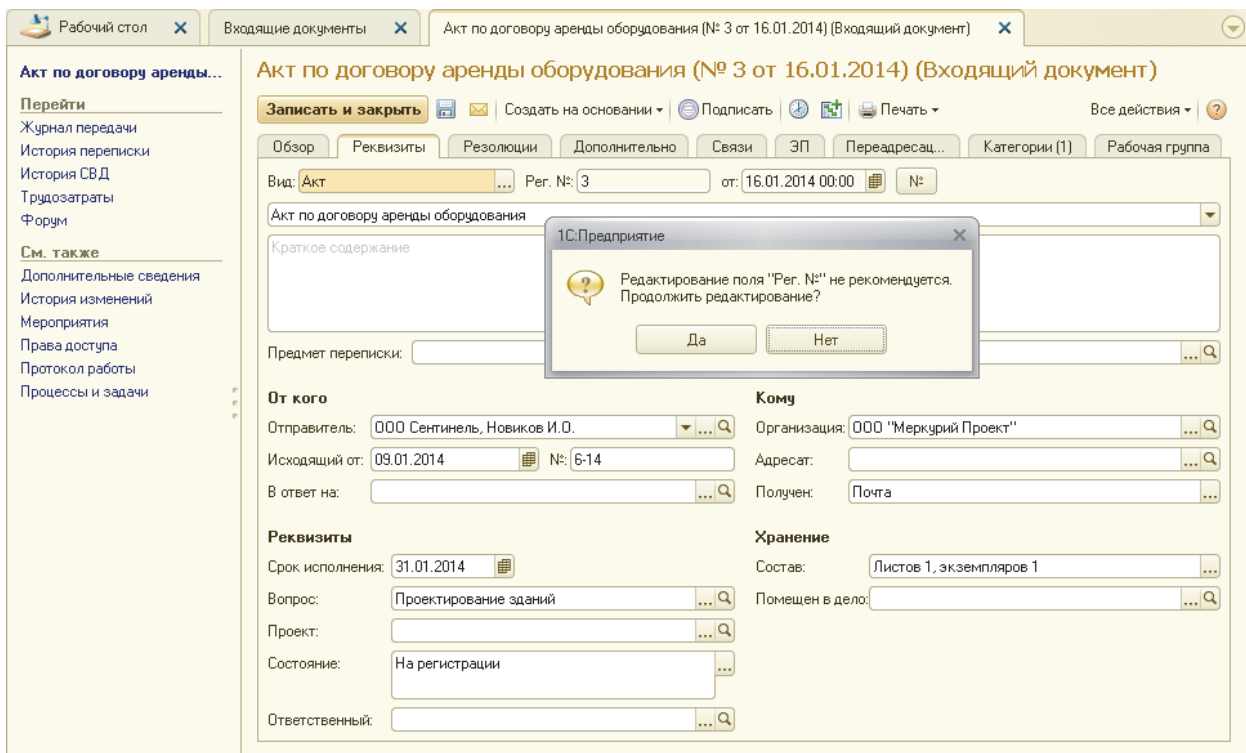 Рабочий стол
Входящие документы
Акт по договору аренды оборудования (№ 3 от 16.01.2014) (Входящий документ)
Акт по договору аренды...
Перейти
Журнал передачи
История переписки
История СВД
Трудозатраты
Форум
См. также
Дополнительные сведения
История изменений
Мероприятия
Права доступа
Протокол работы
Процессы и задачи
Акт по договору аренды оборудования (№ 3 от 16.01.2014) (Входящий документ)
Записать и закрыть Создать на основании Подписать Печать Все действия
Обзор Реквизиты Резолюции Дополнительно Связи ЭП Переадресац... Категории (1) Рабочая группа
Вид: Акт ... Рег. №: 3 от: 16.01.2014 00:00 №
Акт по договору аренды оборудования
Краткое содержание
1С:Предприятие
Редактирование поля "Рег. №" не рекомендуется.
Продолжить редактирование?
Да Нет
Предмет переписки: ...
От кого
Отправитель: ООО Сентинель, Новиков И.О. ...
Исходящий от: 09.01.2014 №: 6-14
В ответ на: ...
Кому
Организация: ООО "Меркурий Проект" ...
Адресат: ...
Получен: Почта ...
Реквизиты
Срок исполнения: 31.01.2014
Вопрос: Проектирование зданий ...
Проект: ...
Состояние: На регистрации ...
Ответственный: ...
Хранение
Состав: Листов 1, экземпляров 1 ...
Помещен в дело: ...